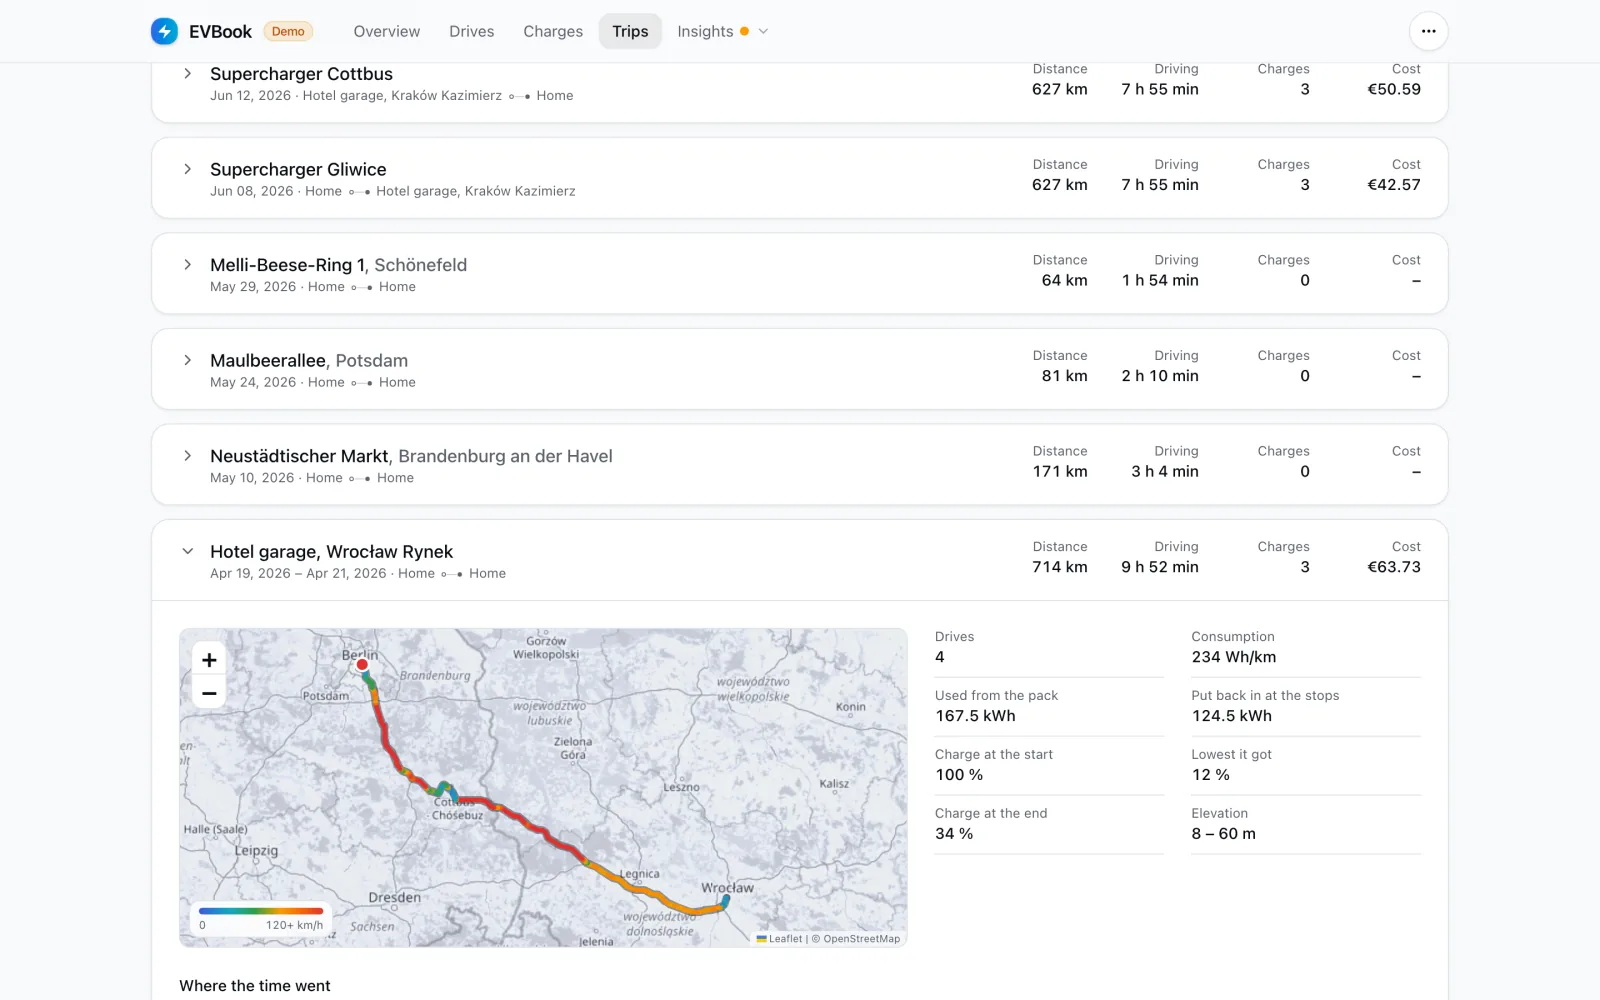 EVBook Demo Overview Drives Charges Trips Insights
Supercharger Cottbus
Jun 12, 2026 · Hotel garage, Kraków Kazimierz Home
Distance Driving Charges Cost
627 km 7 h 55 min 3 €50.59
Supercharger Gliwice
Jun 08, 2026 · Home Hotel garage, Kraków Kazimierz
Distance Driving Charges Cost
627 km 7 h 55 min 3 €42.57
Melli-Beese-Ring 1, Schönefeld
May 29, 2026 · Home Home
Distance Driving Charges Cost
64 km 1 h 54 min 0 –
Maulbeerallee, Potsdam
May 24, 2026 · Home Home
Distance Driving Charges Cost
81 km 2 h 10 min 0 –
Neustädtischer Markt, Brandenburg an der Havel
May 10, 2026 · Home Home
Distance Driving Charges Cost
171 km 3 h 4 min 0 –
Hotel garage, Wrocław Rynek
Apr 19, 2026 – Apr 21, 2026 · Home Home
Distance Driving Charges Cost
714 km 9 h 52 min 3 €63.73
+
−
Berlin
Gorzów
Wielkopolski
Brandenburg
Potsdam
województwo
wielkopolskie
województwo
lubuskie
Konin
Zielona
Góra
Leszno
Kalisz
Cottbus
Chóśebuz
Halle (Saale)
Leipzig
Legnica
Wrocław
Dresden
Sachsen
województwo
dolnośląskie
Jelenia
0 120+ km/h
Leaflet | © OpenStreetMap
Drives
4
Consumption
234 Wh/km
Used from the pack
167.5 kWh
Put back in at the stops
124.5 kWh
Charge at the start
100 %
Lowest it got
12 %
Charge at the end
34 %
Elevation
8 – 60 m
Where the time went